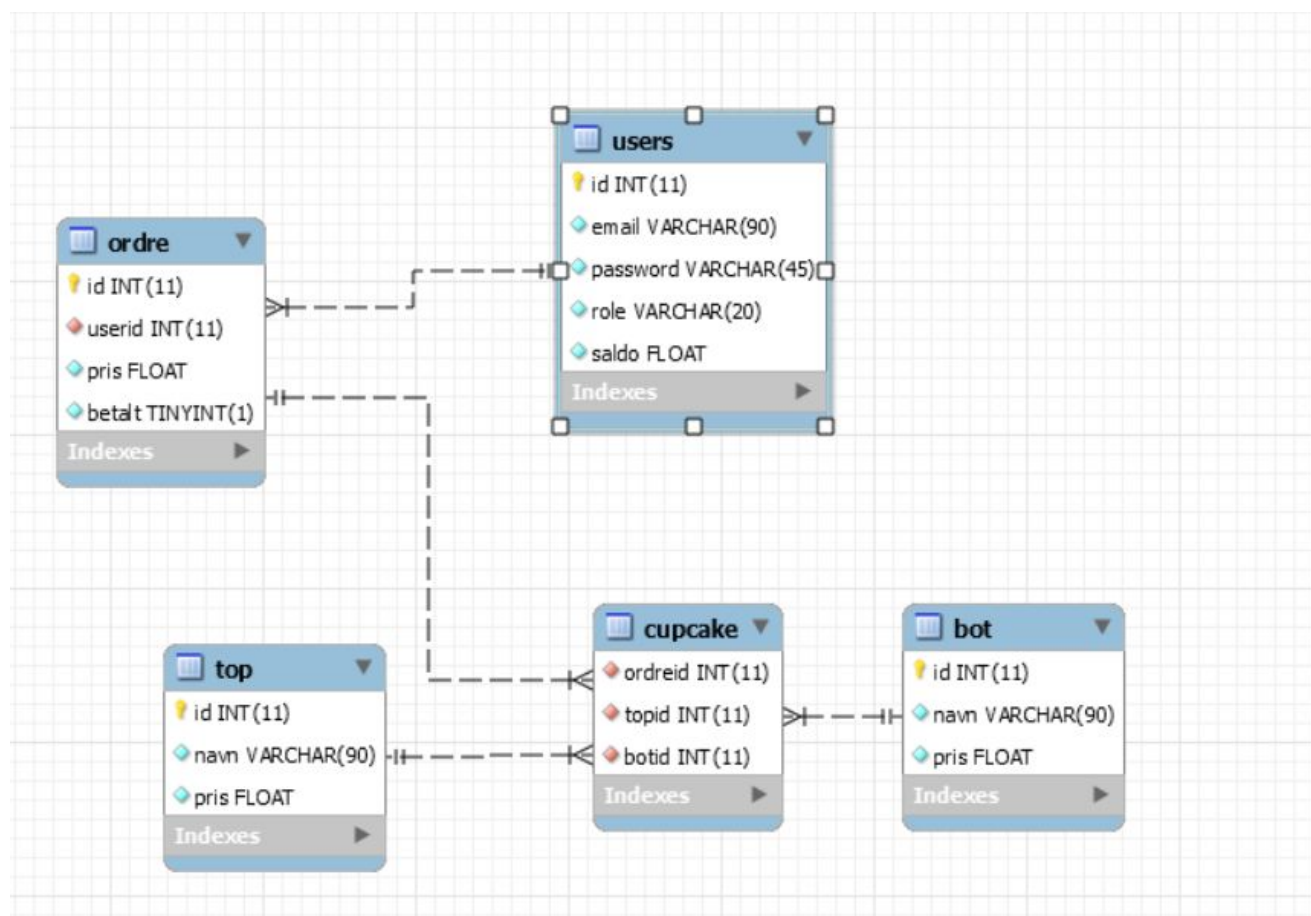 users
id INT(11)
email VARCHAR(90)
password VARCHAR(45)
role VARCHAR(20)
saldo FLOAT
Indexes
ordre
id INT(11)
userid INT(11)
pris FLOAT
betalt TINYINT(1)
Indexes
top
id INT(11)
navn VARCHAR(90)
pris FLOAT
Indexes
cupcake
ordreid INT(11)
topid INT(11)
botid INT(11)
Indexes
bot
id INT(11)
navn VARCHAR(90)
pris FLOAT
Indexes